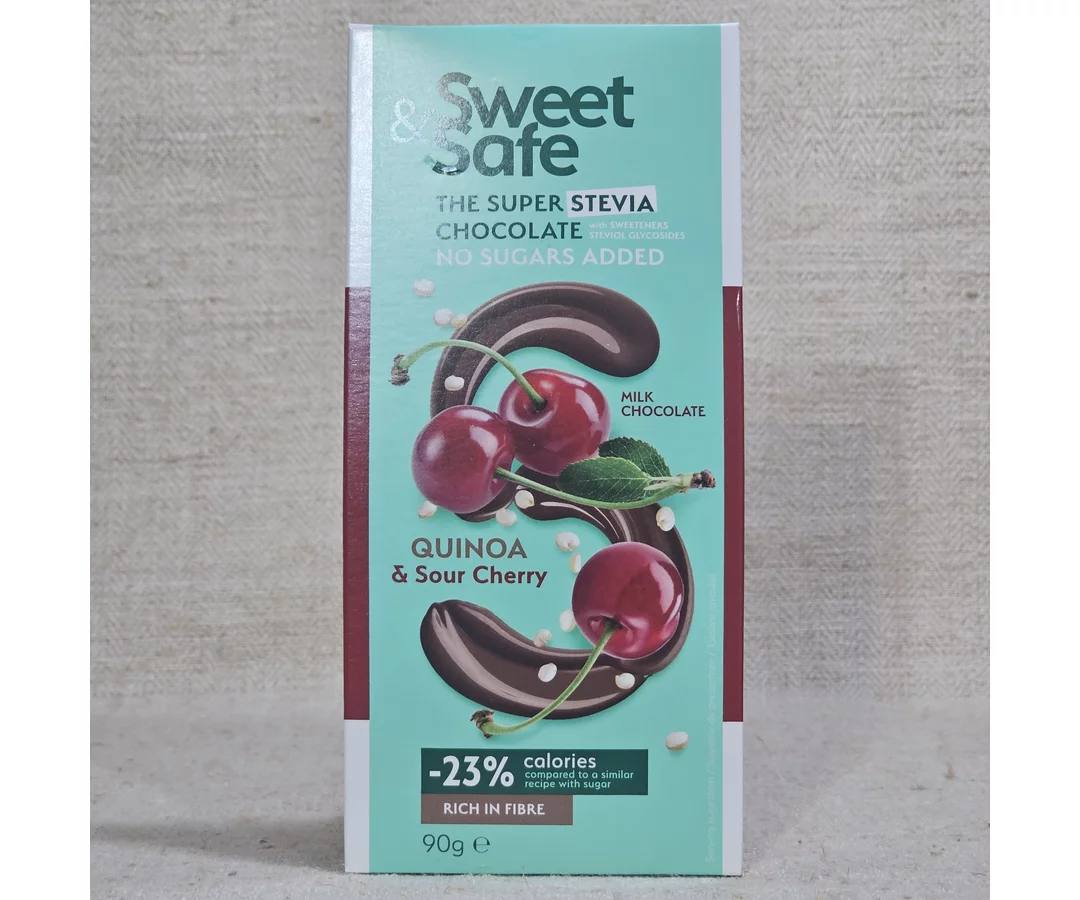 Sweet
& Safe
THE SUPER STEVIA
CHOCOLATE with SWEETENERS
STEVIOL GLYCOSIDES
NO SUGARS ADDED
MILK
CHOCOLATE
QUINOA
& Sour Cherry
-23% calories
compared to a similar
recipe with sugar
RICH IN FIBRE
90g e